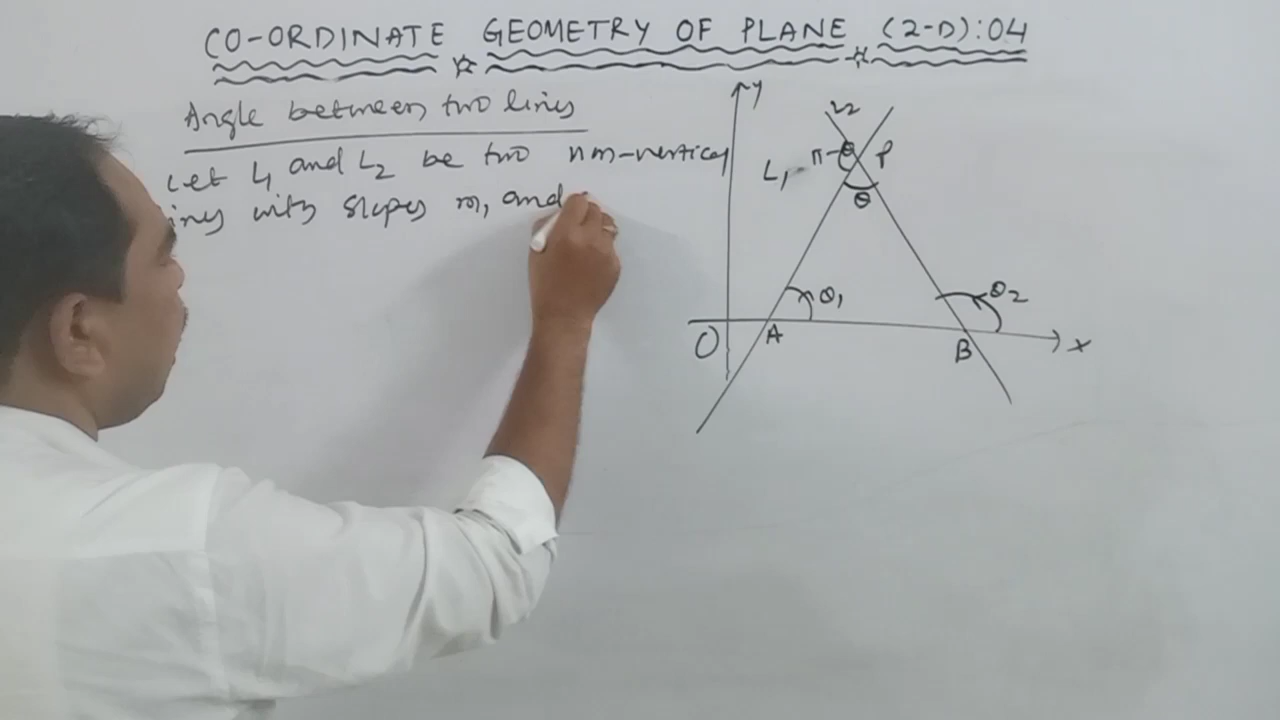 CO-ORDINATE GEOMETRY OF PLANE (2-D):04
Angle between two lines
Let L1 and L2 be two non-vertical
lines with slopes m1 and
y
L2
L1
π-θ
P
θ
θ1
θ2
O
A
B
x